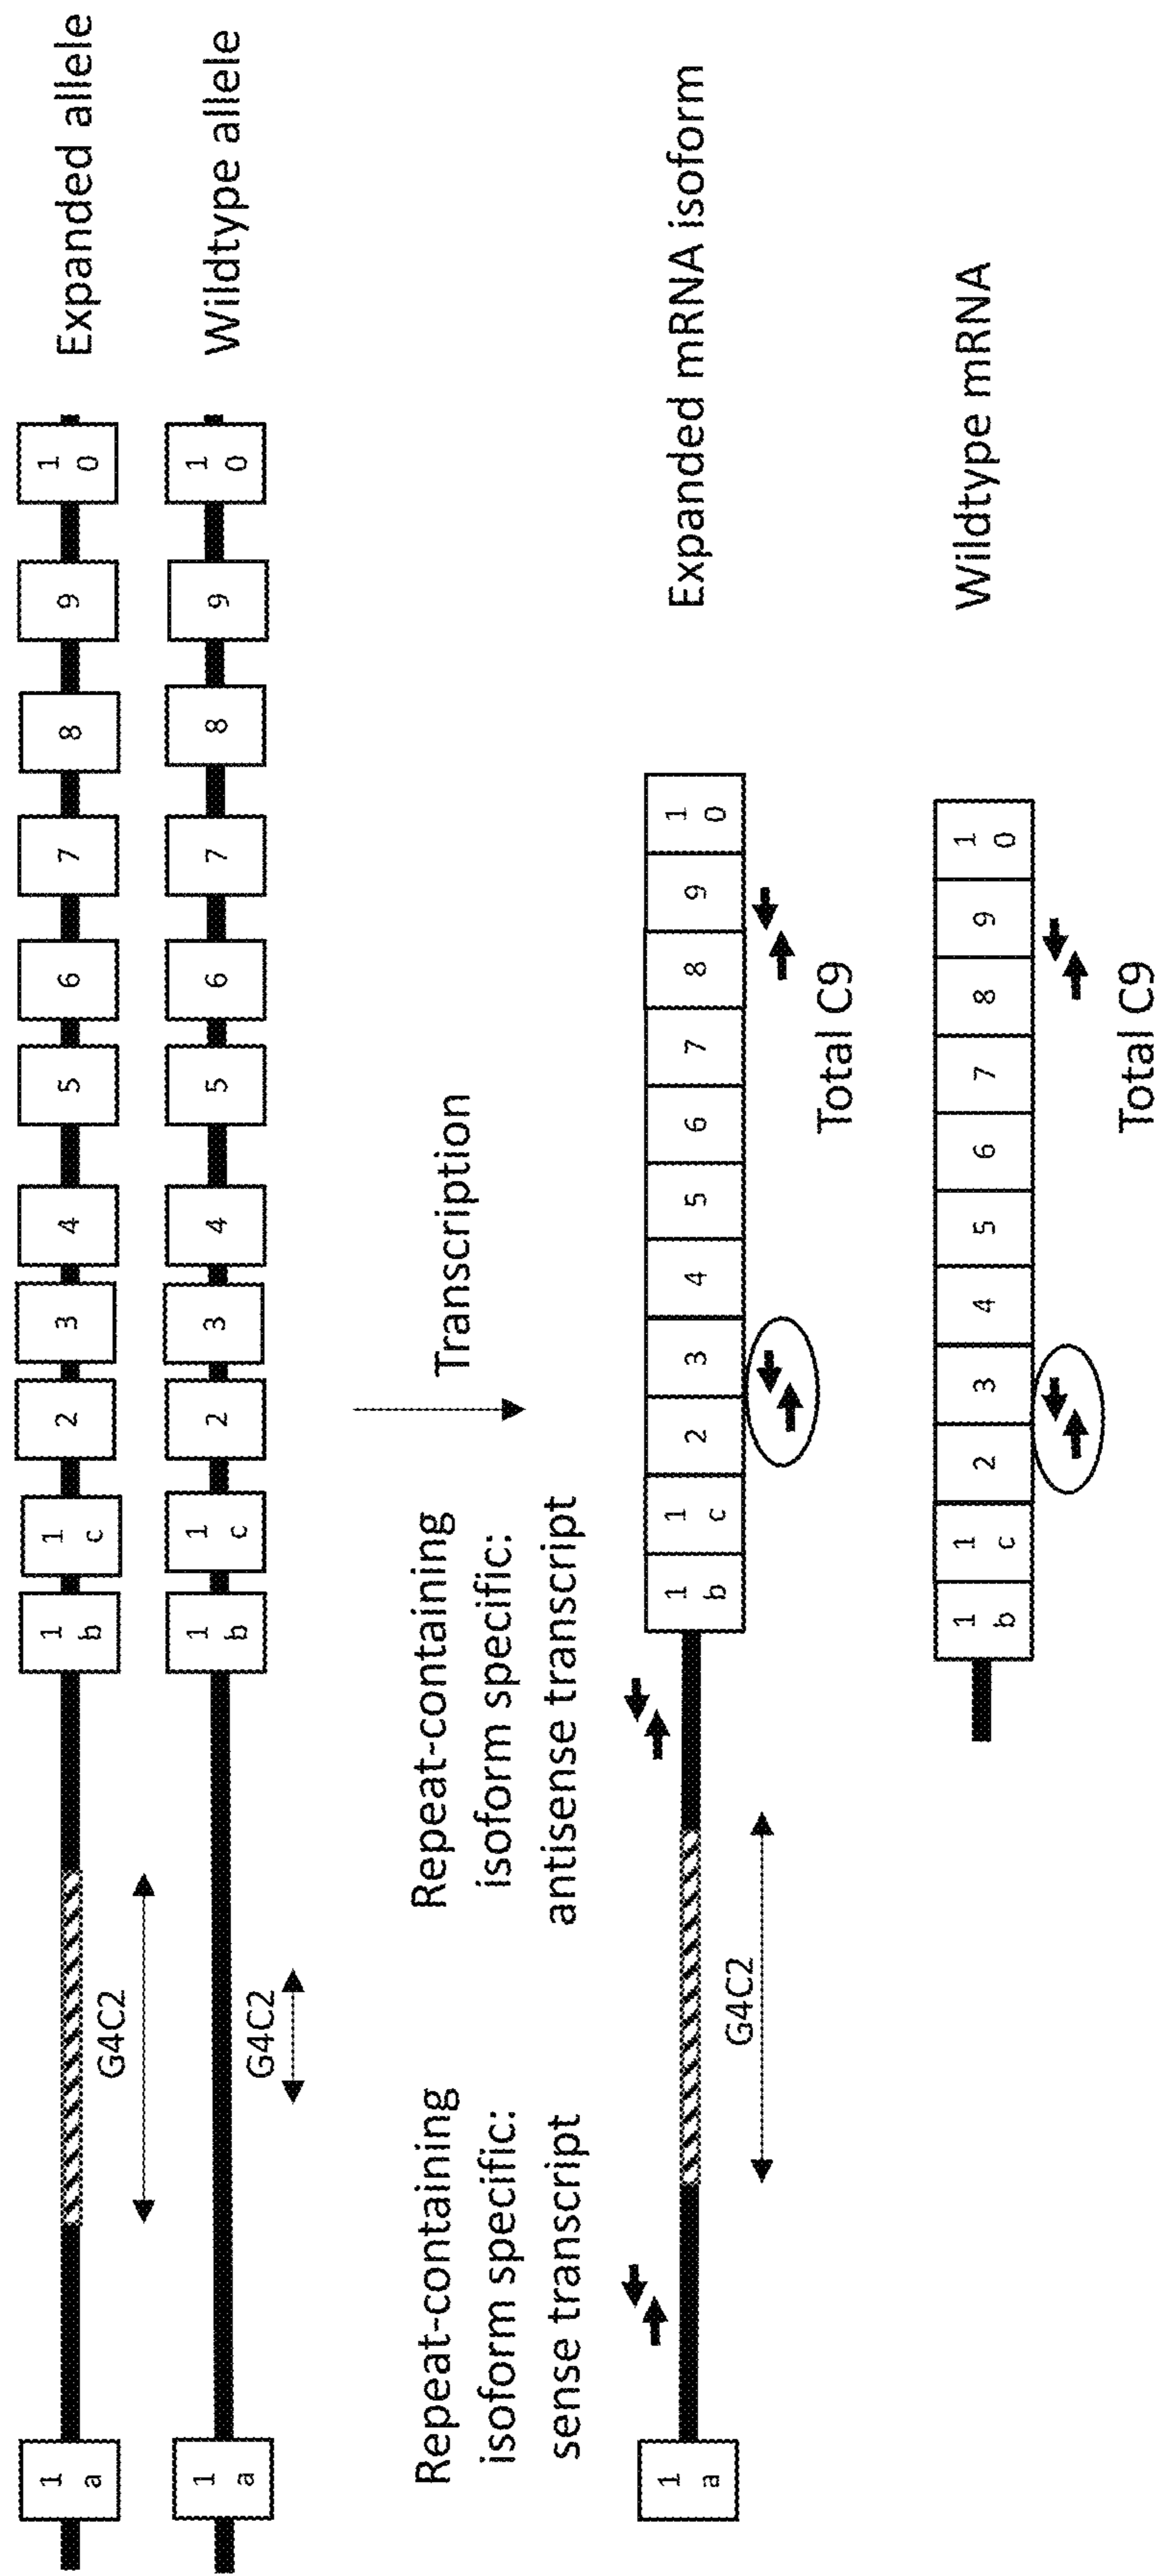 1 a 1 b 1 c 2 3 4 5 6 7 8 9 1 0 Expanded allele
G4C2
1 a 1 b 1 c 2 3 4 5 6 7 8 9 1 0 Wildtype allele
G4C2
Transcription
Repeat-containing
isoform specific:
sense transcript
Repeat-containing
isoform specific:
antisense transcript
1 a 1 b 1 c 2 3 4 5 6 7 8 9 1 0 Expanded mRNA isoform
G4C2
Total C9
1 b 1 c 2 3 4 5 6 7 8 9 1 0 Wildtype mRNA
Total C9